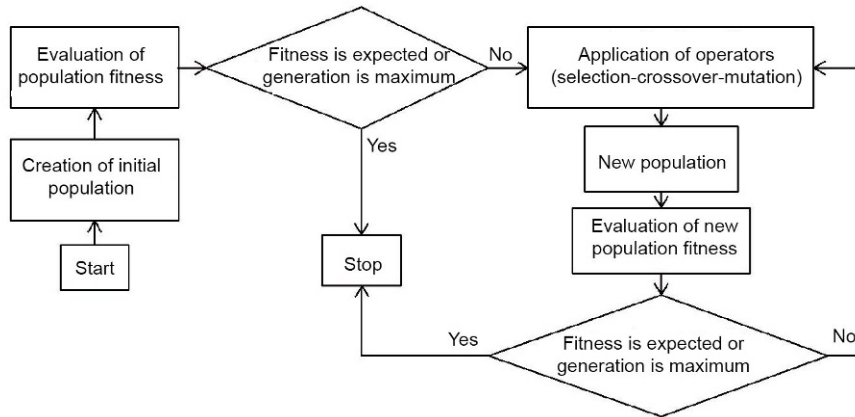 Evaluation of
population fitness
Fitness is expected or
generation is maximum
No
Application of operators
(selection-crossover-mutation)
Yes
Creation of initial
population
New population
Evaluation of new
population fitness
Start
Stop
Yes
Fitness is expected or
generation is maximum
No